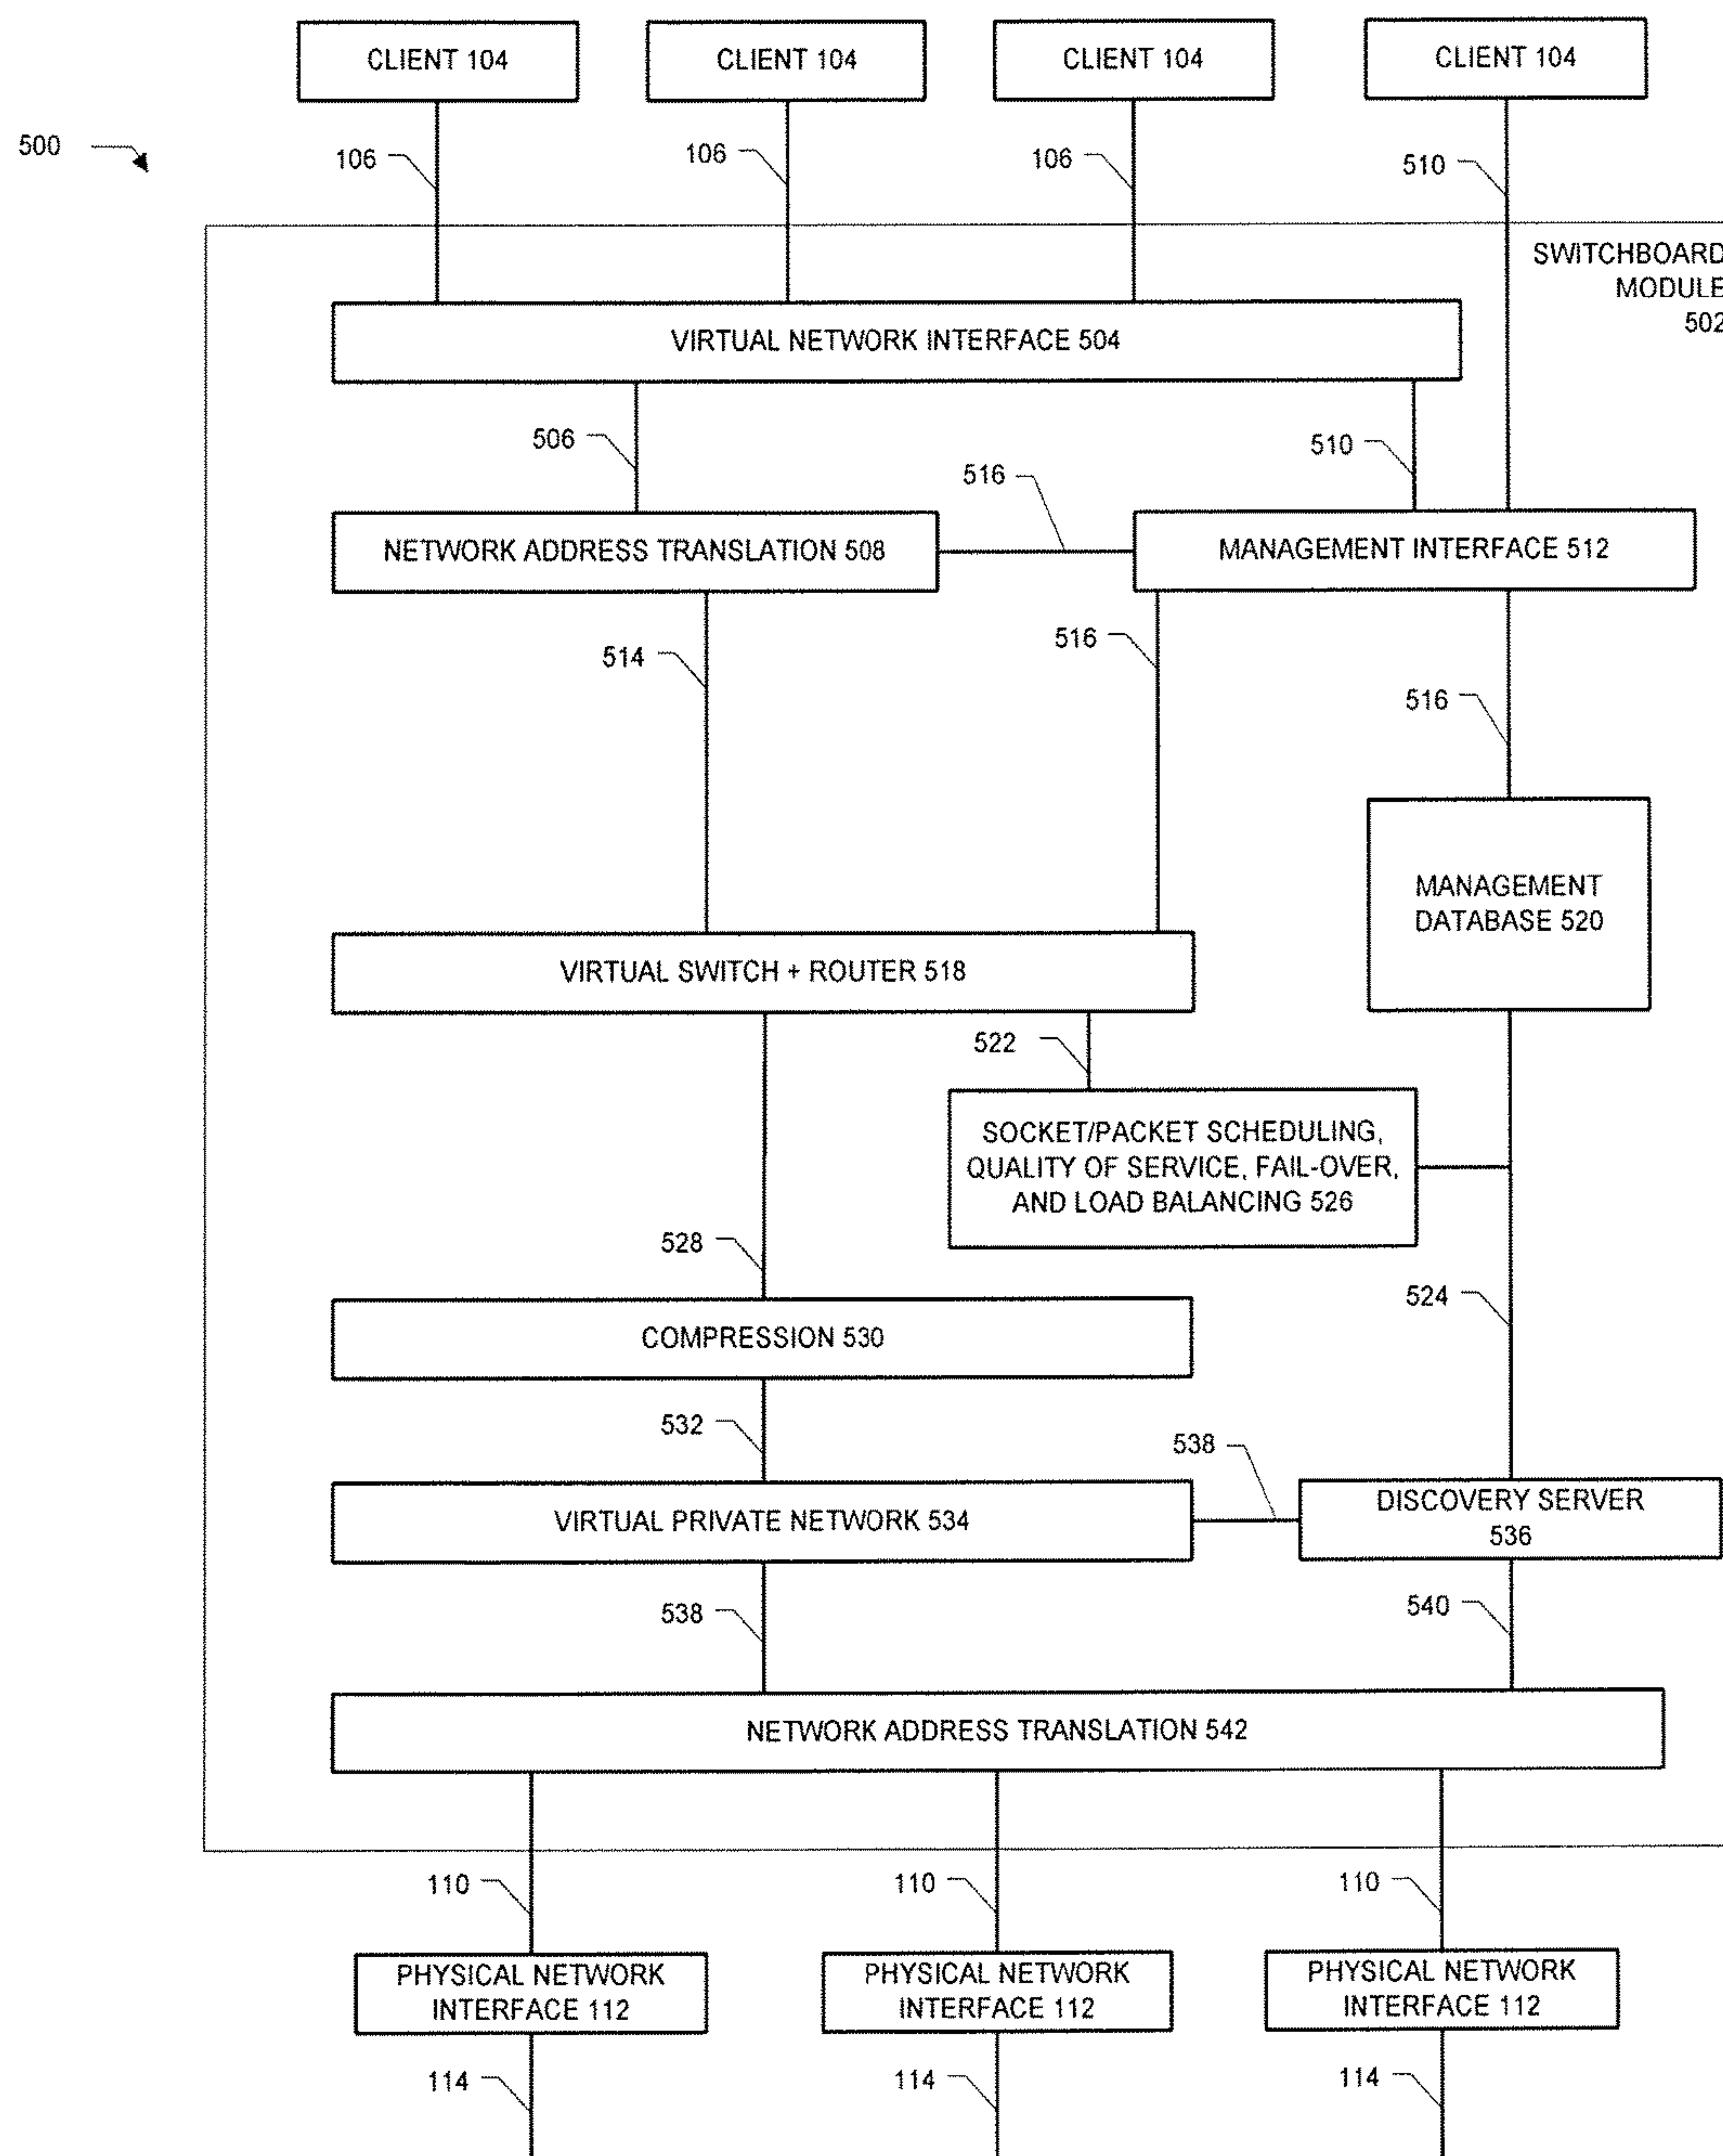 CLIENT 104
CLIENT 104
CLIENT 104
CLIENT 104
500
106
106
106
510
SWITCHBOARD
MODULE
502
VIRTUAL NETWORK INTERFACE 504
506
510
516
NETWORK ADDRESS TRANSLATION 508
MANAGEMENT INTERFACE 512
514
516
516
MANAGEMENT
DATABASE 520
VIRTUAL SWITCH + ROUTER 518
522
SOCKET/PACKET SCHEDULING,
QUALITY OF SERVICE, FAIL-OVER,
AND LOAD BALANCING 526
528
524
COMPRESSION 530
532
538
VIRTUAL PRIVATE NETWORK 534
DISCOVERY SERVER
536
538
540
NETWORK ADDRESS TRANSLATION 542
110
110
110
PHYSICAL NETWORK
INTERFACE 112
PHYSICAL NETWORK
INTERFACE 112
PHYSICAL NETWORK
INTERFACE 112
114
114
114